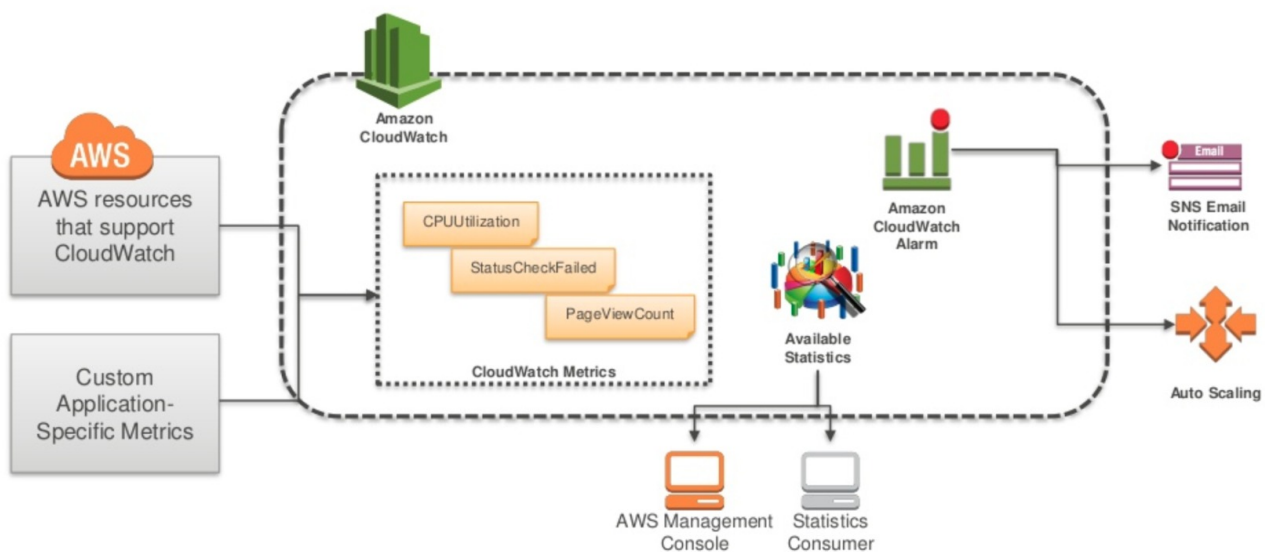 Amazon
CloudWatch
AWS
AWS resources
that support
CloudWatch
Custom
Application-
Specific Metrics
CPUUtilization
StatusCheckFailed
PageViewCount
CloudWatch Metrics
Amazon
CloudWatch
Alarm
Available
Statistics
Email
SNS Email
Notification
Auto Scaling
AWS Management
Console
Statistics
Consumer